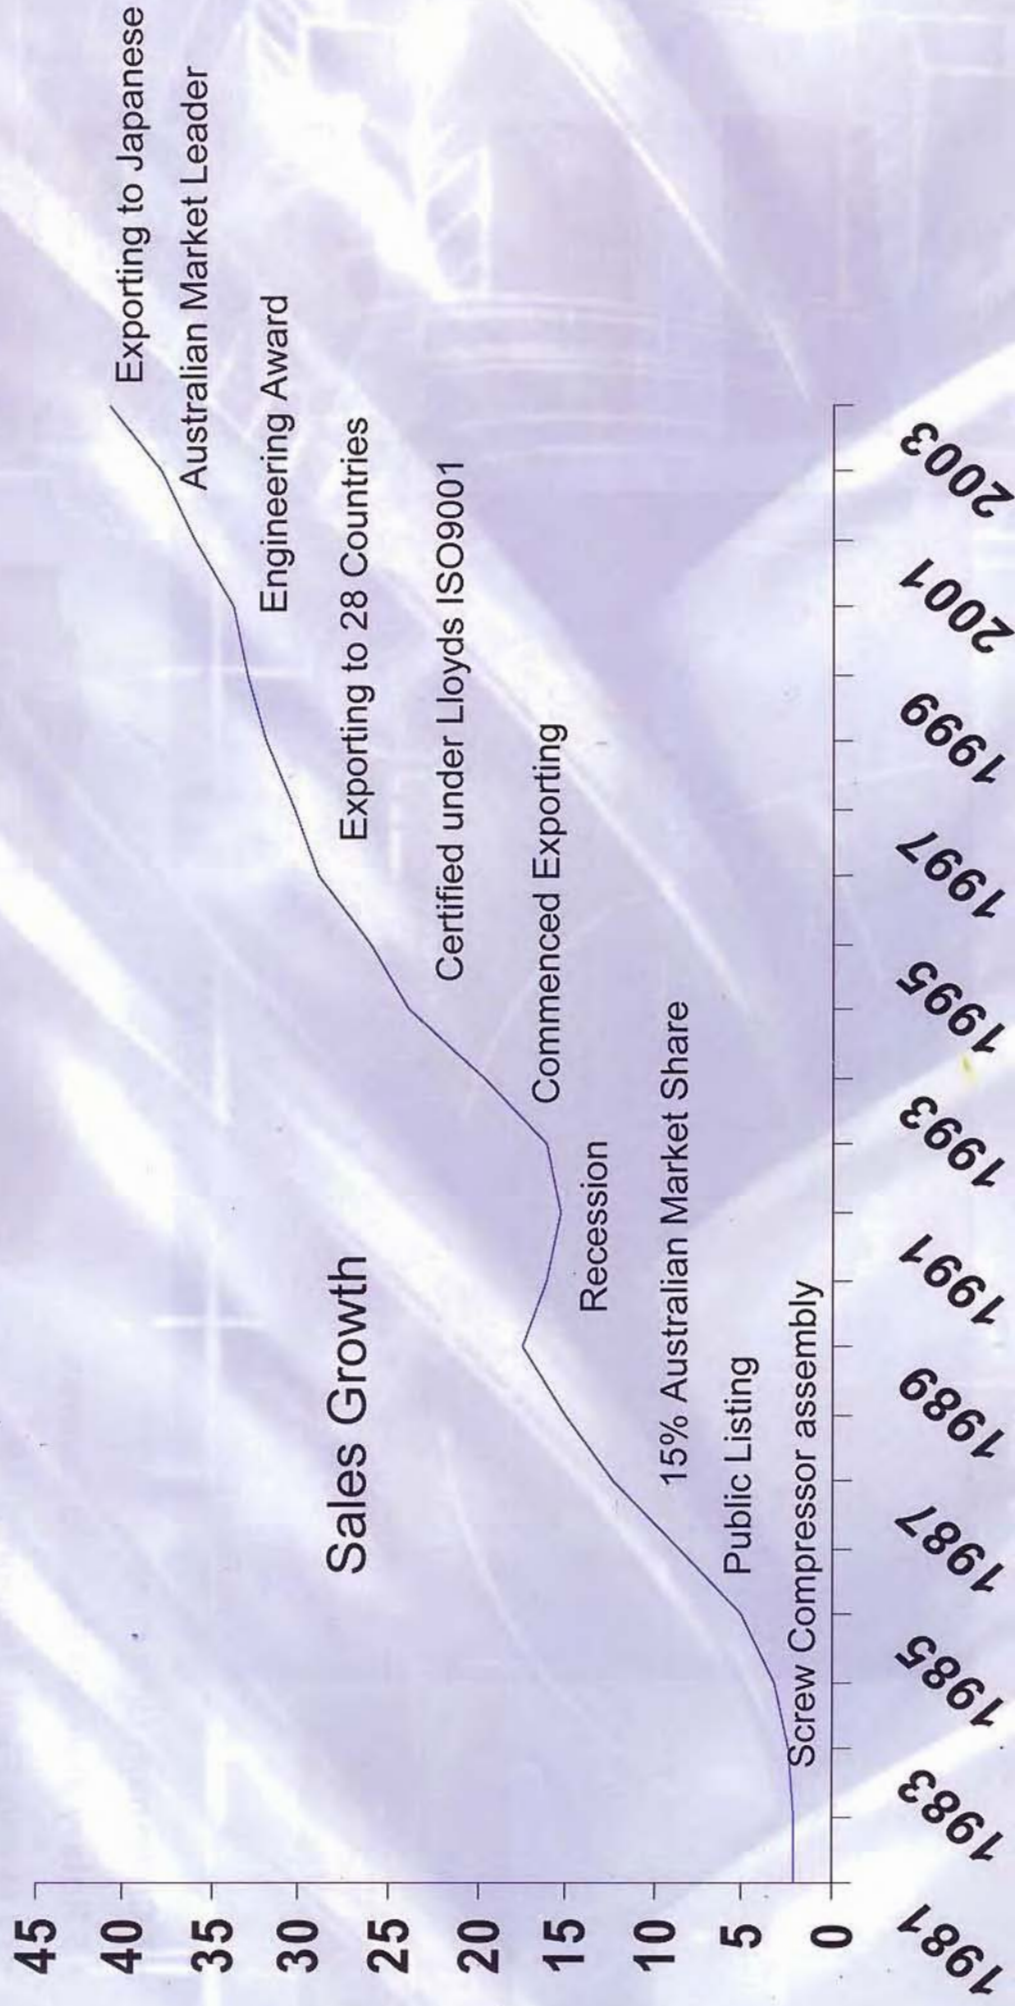 Sales Growth
45
40
35
30
25
20
15
10
5
0
Exporting to Japanese
Australian Market Leader
Engineering Award
Exporting to 28 Countries
Certified under Lloyds ISO9001
Commenced Exporting
Recession
15% Australian Market Share
Public Listing
Screw Compressor assembly
1981
1983
1985
1987
1989
1991
1993
1995
1997
1999
2001
2003